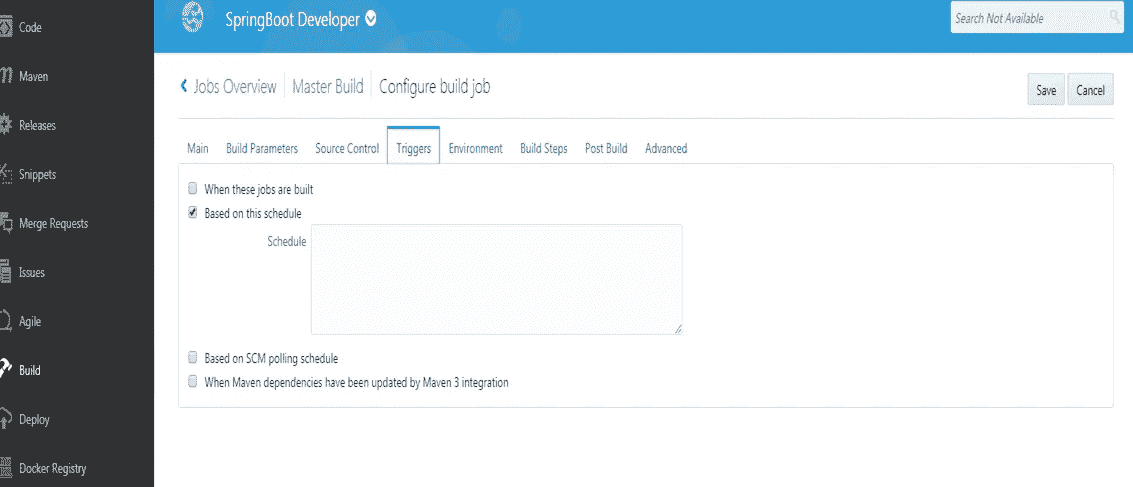 Code
Maven
Releases
Snippets
Merge Requests
Issues
Agile
Build
Deploy
Docker Registry
SpringBoot Developer
Search Not Available
Jobs Overview Master Build Configure build job
Save Cancel
Main Build Parameters Source Control Triggers Environment Build Steps Post Build Advanced
When these jobs are built
Based on this schedule
Schedule
Based on SCM polling schedule
When Maven dependencies have been updated by Maven 3 integration